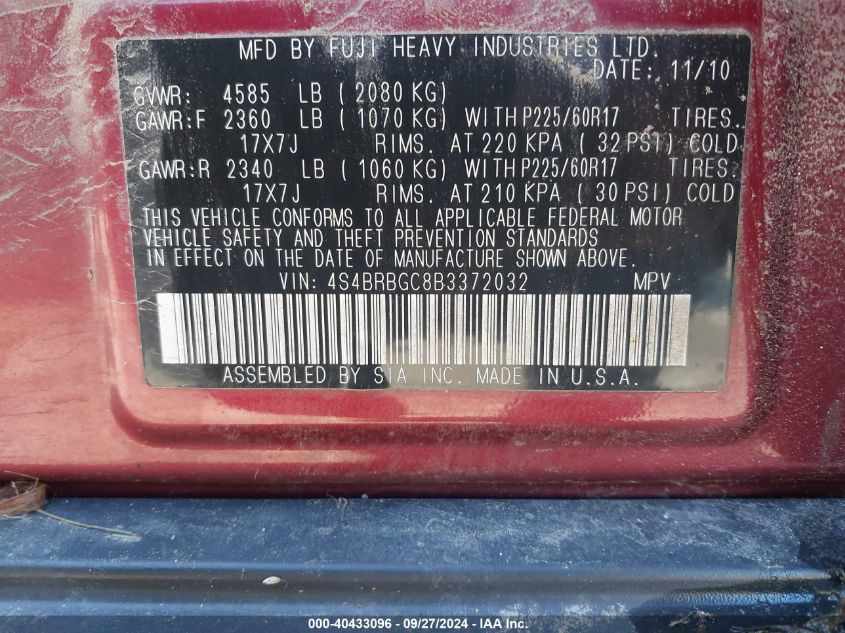 MFD BY FUJI HEAVY INDUSTRIES LTD.
DATE: 11/10
GVWR: 4585 LB ( 2080 KG)
GAWR:F 2360 LB ( 1070 KG) WITH P225/60R17 TIRES.
17X7J RIMS. AT 220 KPA ( 32 PSI) COLD
GAWR:R 2340 LB ( 1060 KG) WITH P225/60R17 TIRES.
17X7J RIMS. AT 210 KPA ( 30 PSI) COLD
THIS VEHICLE CONFORMS TO ALL APPLICABLE FEDERAL MOTOR
VEHICLE SAFETY AND THEFT PREVENTION STANDARDS
IN EFFECT ON THE DATE OF MANUFACTURE SHOWN ABOVE.
VIN: 4S4BRBGC8B3372032 MPV
ASSEMBLED BY SIA INC. MADE IN U.S.A.
000-40433096 - 09/27/2024 - IAA Inc.